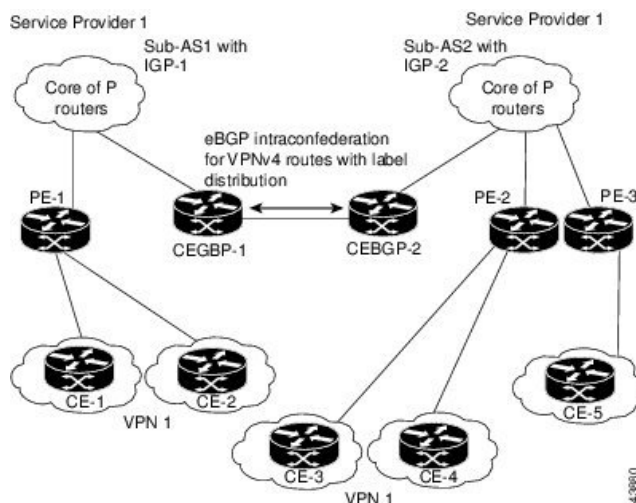 Service Provider 1
Service Provider 1
Sub-AS1 with
IGP-1
Sub-AS2 with
IGP-2
Core of P
routers
Core of P
routers
eBGP intraconfederation
for VPNv4 routes with label
distribution
PE-1
PE-2
PE-3
CEGBP-1
CEBGP-2
CE-1
CE-2
VPN 1
CE-5
CE-3
CE-4
VPN 1